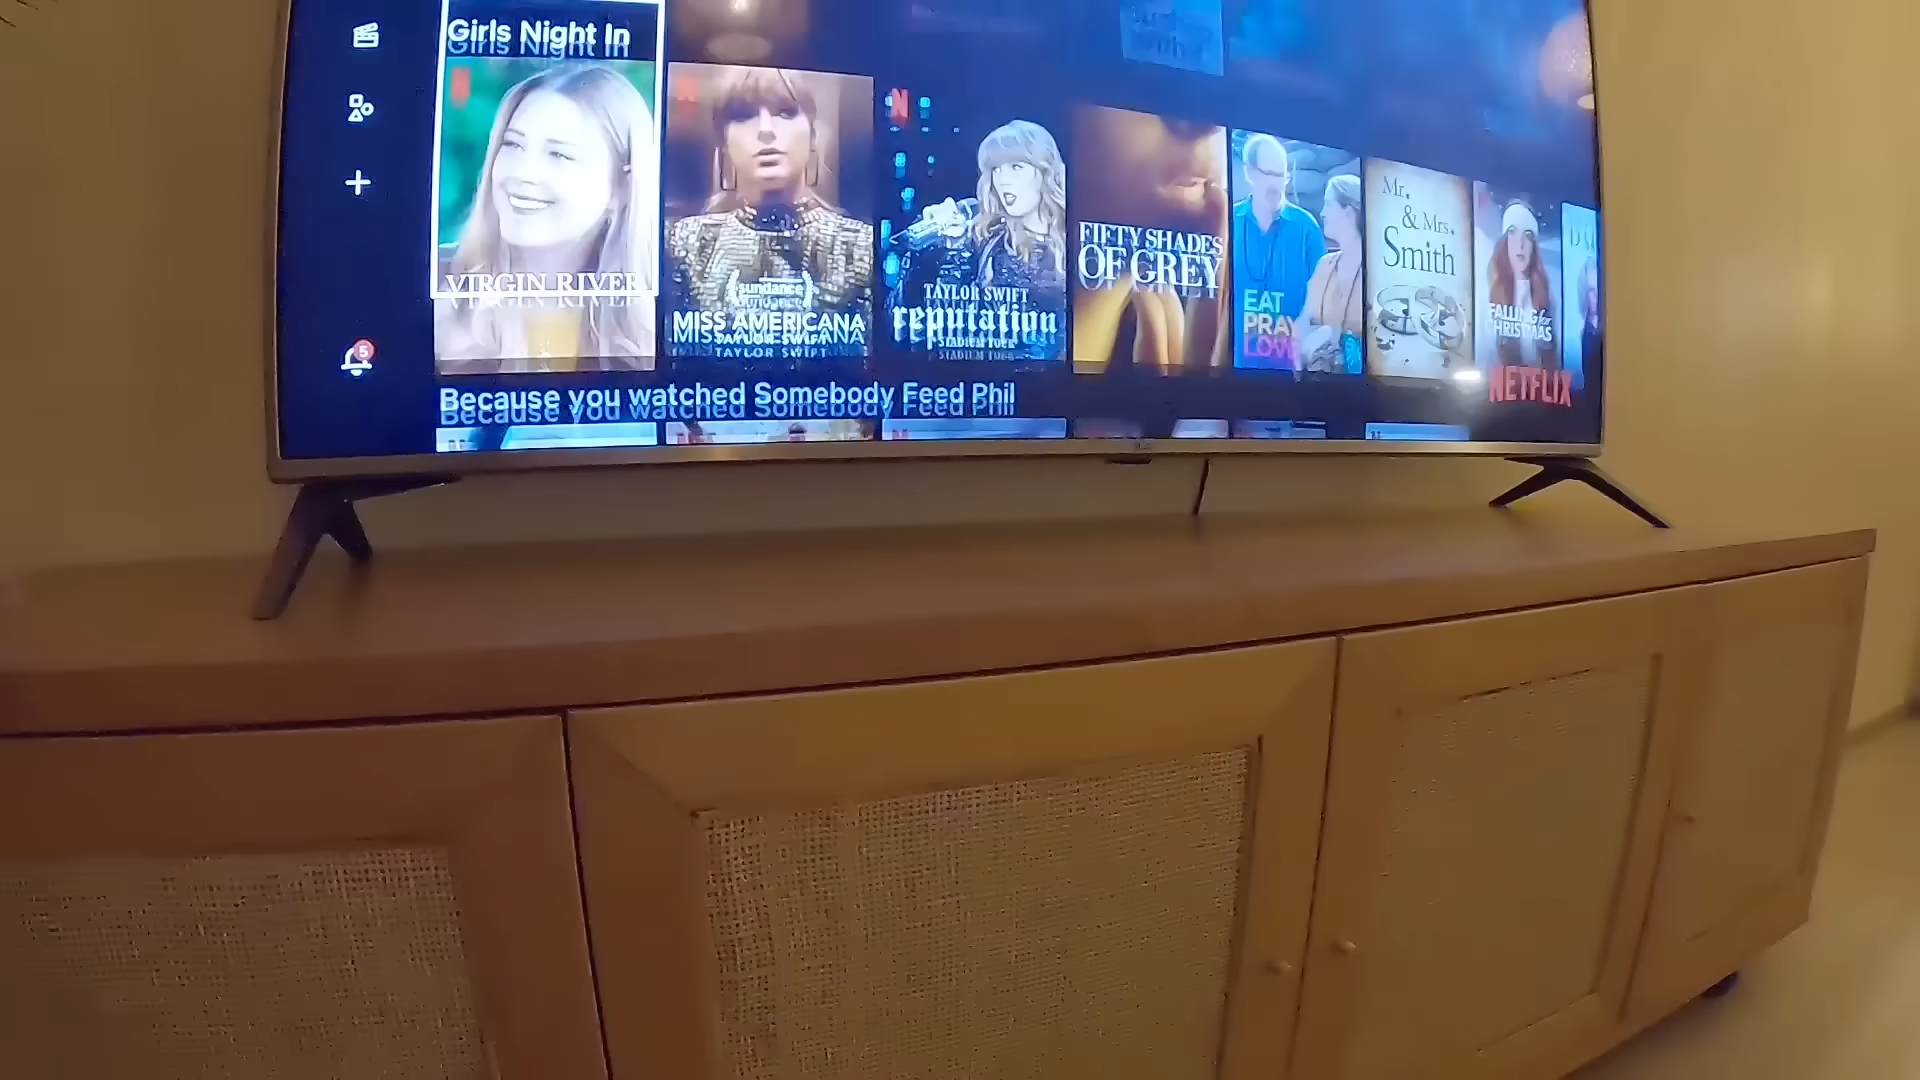 Girls Night In
VIRGIN RIVER
sundance
MISS AMERICANA
TAYLOR SWIFT
TAYLOR SWIFT
reputation
STADIUM TOUR
FIFTY SHADES
OF GREY
EAT
PRAY
LOVE
Mr.
& Mrs.
Smith
FALLING for
CHRISTMAS
NETFLIX
5
Because you watched Somebody Feed Phil